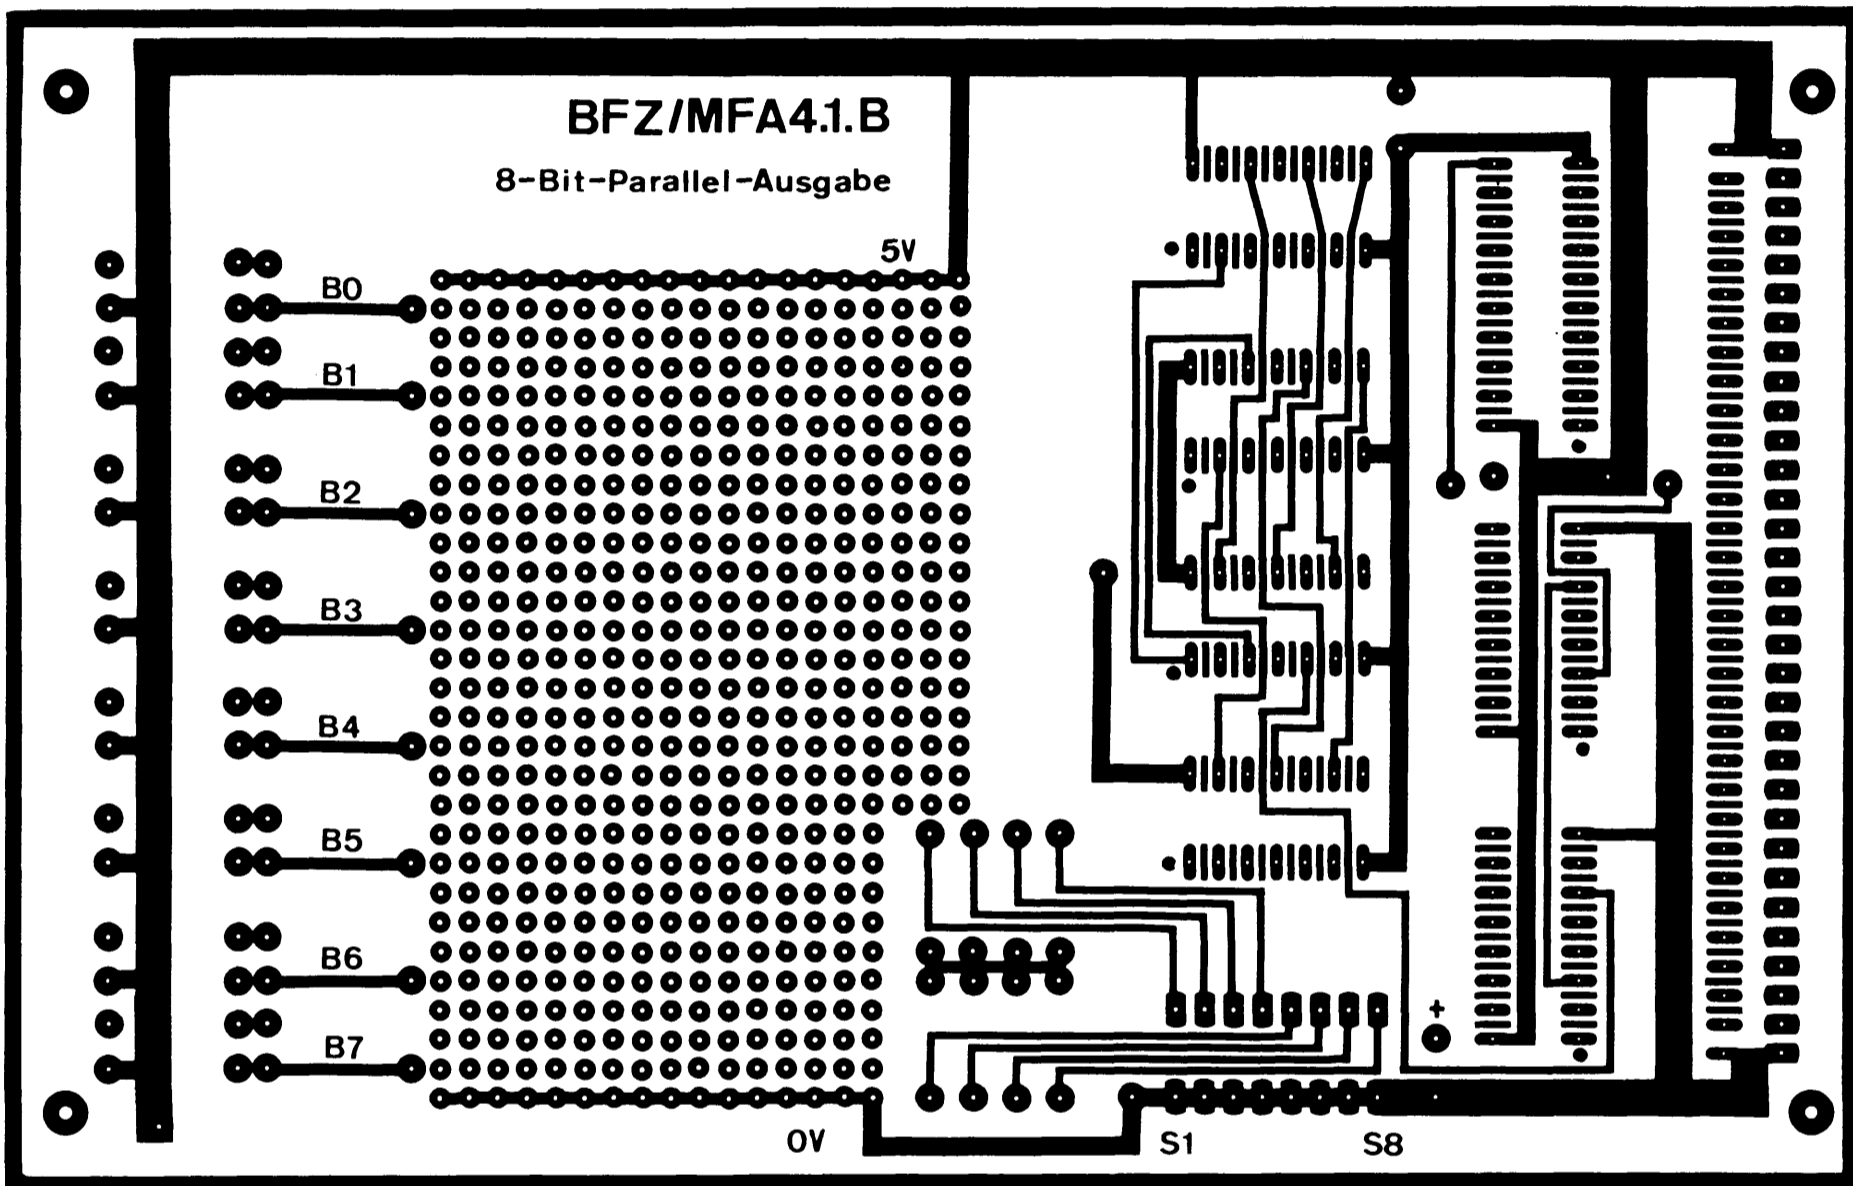 BFZ/MFA4.1.B
8-Bit-Parallel-Ausgabe
5V
B0
B1
B2
B3
B4
B5
B6
B7
+
0V
S1
S8